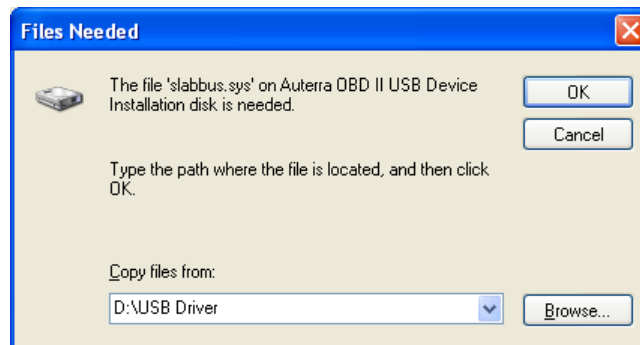 Files Needed
The file 'slabbus.sys' on Auterra OBD II USB Device
Installation disk is needed.
OK
Cancel
Type the path where the file is located, and then click
OK.
Copy files from:
D:\USB Driver
Browse...